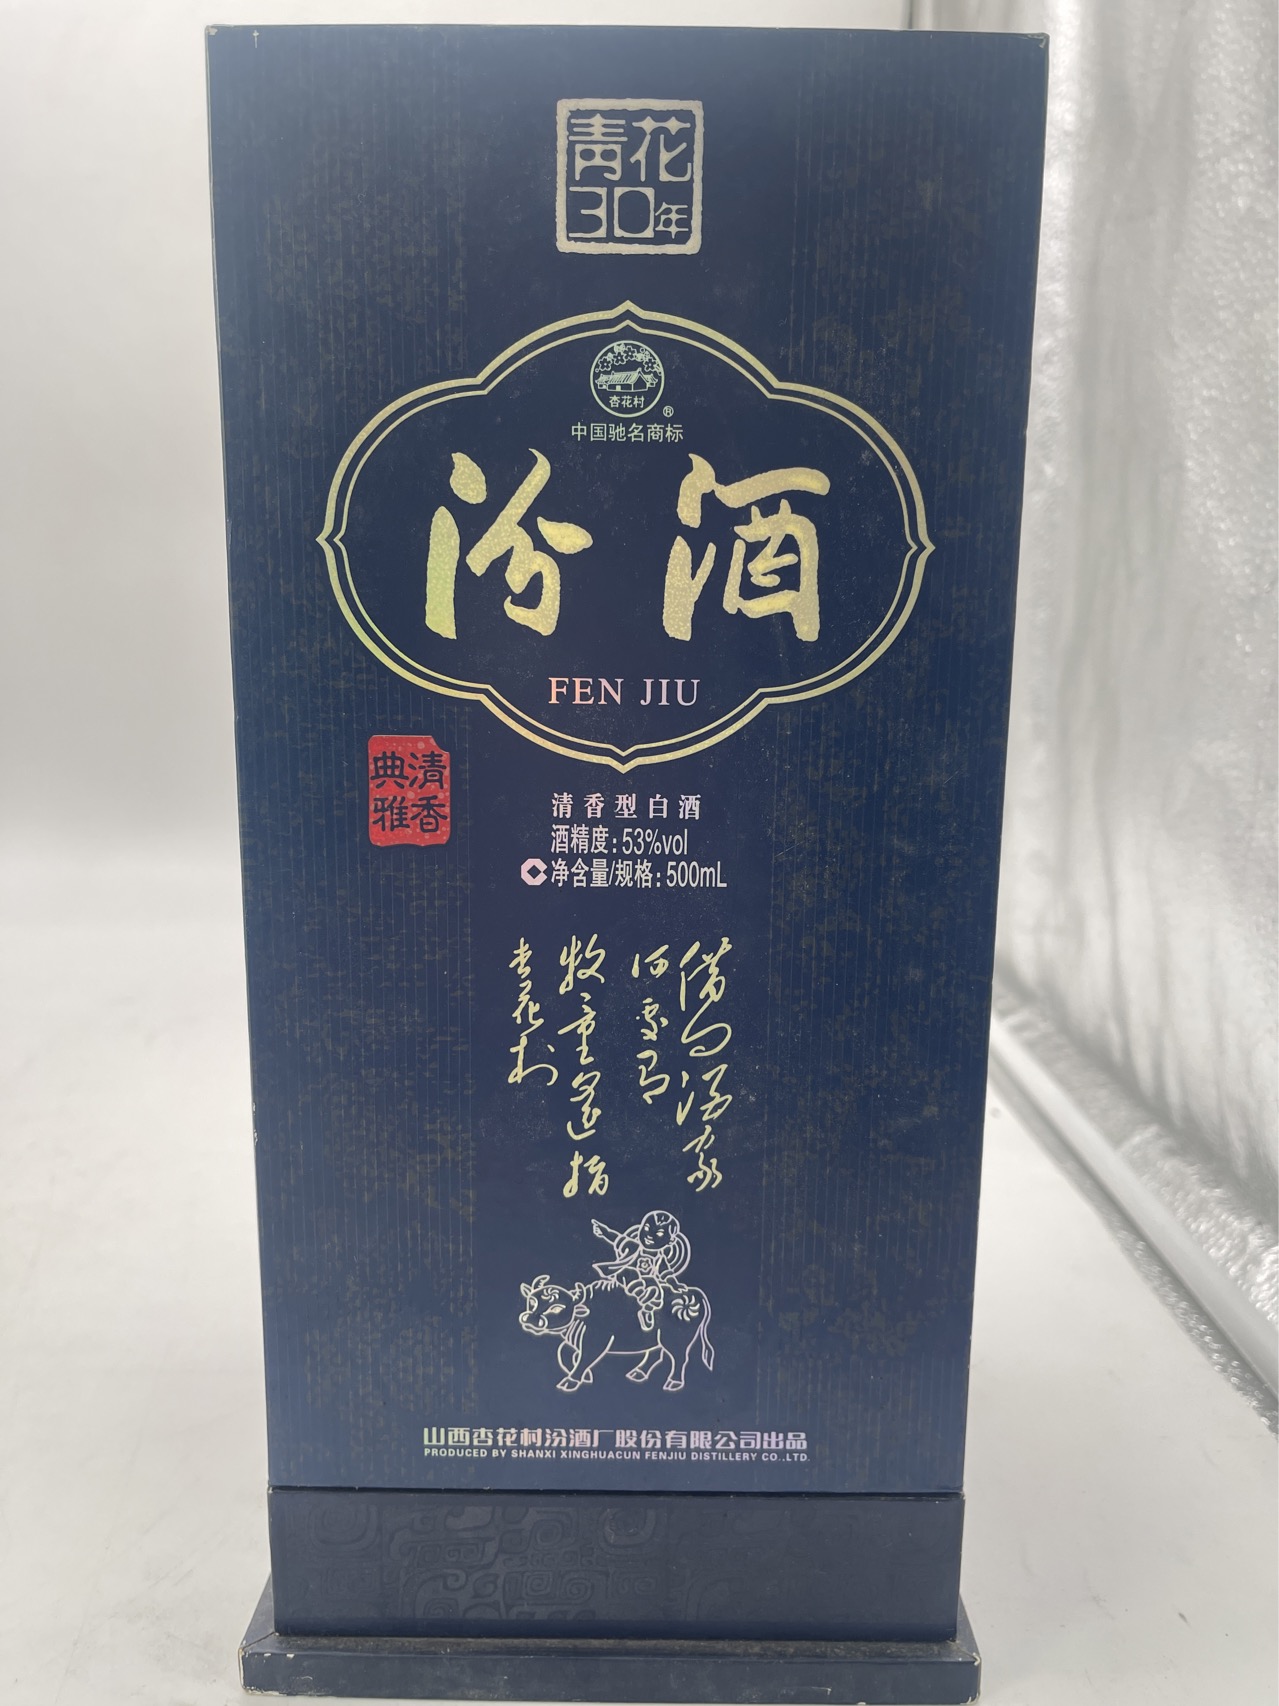 青花
30年
杏花村
®
中国驰名商标
汾酒
FEN JIU
清香
典雅
清香型白酒
酒精度:53%vol
净含量/规格:500mL
借问酒家
何处有
牧童遥指
杏花村
山西杏花村汾酒厂股份有限公司出品
PRODUCED BY SHANXI XINGHUACUN FENJIU DISTILLERY CO.,LTD.